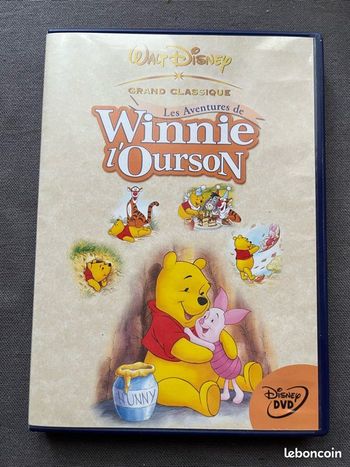 WALT DISNEY
GRAND CLASSIQUE
Les Aventures de
Winnie
l'Ourson
HUNNY
Disney
DVD
leboncoin